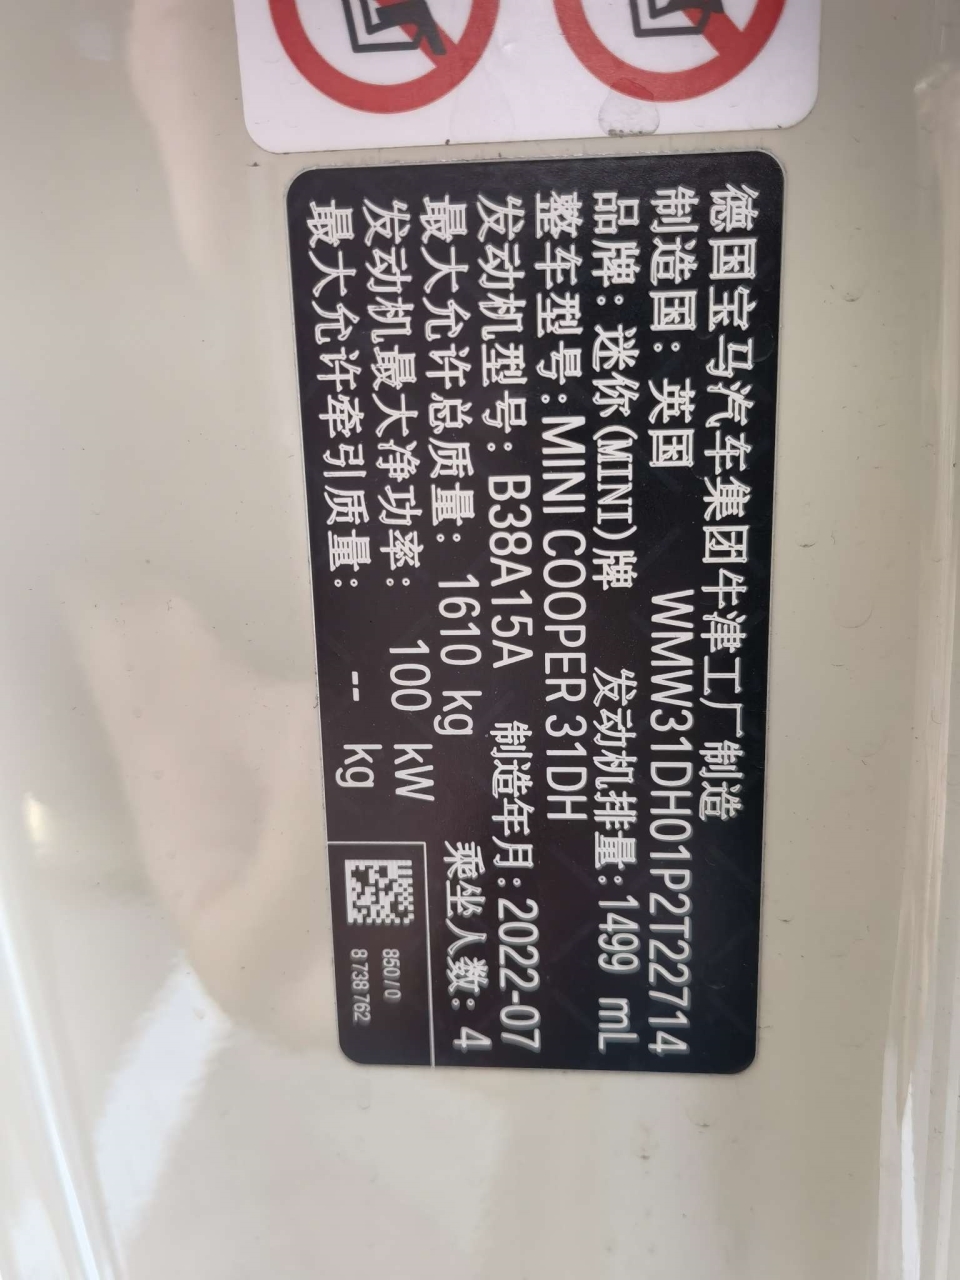 德国宝马汽车集团牛津工厂制造
制造国：英国 WMW31DH01P2T22714
品牌：迷你(MINI)牌 发动机排量：1499 mL
整车型号：MINI COOPER 31DH
发动机型号：B38A15A 制造年月：2022-07
最大允许总质量：1610 kg 乘坐人数：4
发动机最大净功率：100 kW
最大允许牵引质量：-- kg
850 / 0
8 738 762